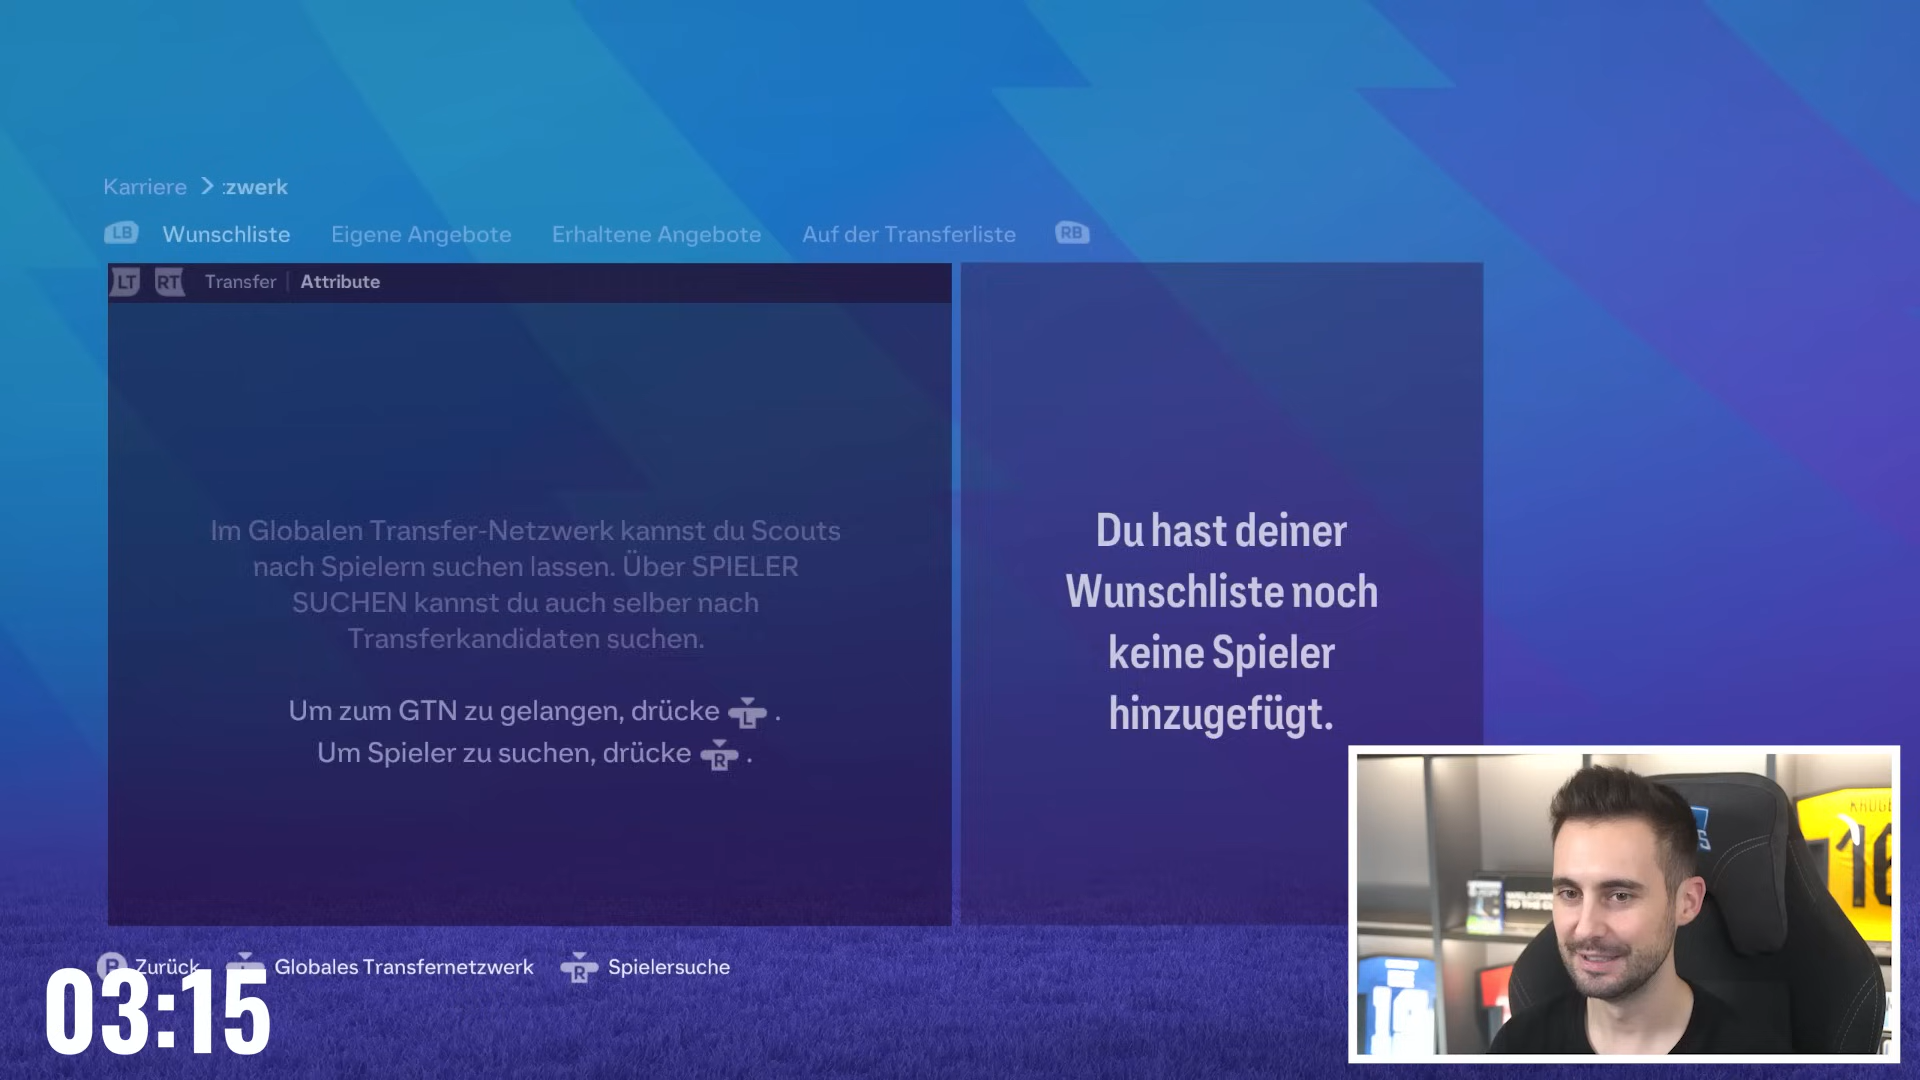 Karriere > :zwerk
LB Wunschliste Eigene Angebote Erhaltene Angebote Auf der Transferliste RB
LT RT Transfer | Attribute
Im Globalen Transfer-Netzwerk kannst du Scouts
nach Spielern suchen lassen. Über SPIELER
SUCHEN kannst du auch selber nach
Transferkandidaten suchen.
Um zum GTN zu gelangen, drücke L .
Um Spieler zu suchen, drücke R .
Du hast deiner
Wunschliste noch
keine Spieler
hinzugefügt.
B Zurück Globales Transfernetzwerk R Spielersuche
03:15
16